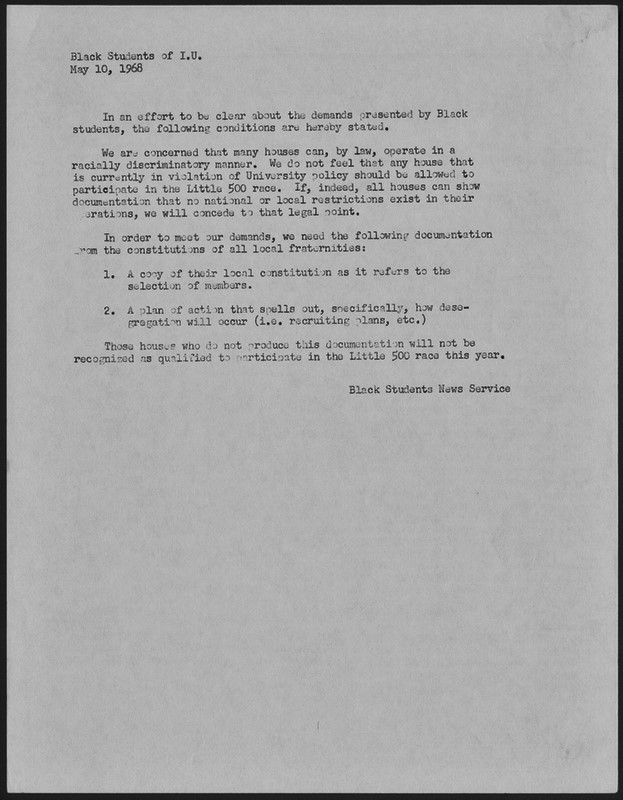 Black Students of I.U.
May 10, 1968
In an effort to be clear about the demands presented by Black
students, the following conditions are hereby stated.
We are concerned that many houses can, by law, operate in a
racially discriminatory manner. We do not feel that any house that
is currently in violation of University policy should be allowed to
participate in the Little 500 race. If, indeed, all houses can show
documentation that no national or local restrictions exist in their
erations, we will concede to that legal point.
In order to meet our demands, we need the following documentation
from the constitutions of all local fraternities:
1. A copy of their local constitution as it refers to the
selection of members.
2. A plan of action that spells out, specifically, how dese-
gregation will occur (i.e. recruiting plans, etc.)
Those houses who do not produce this documentation will not be
recognized as qualified to participate in the Little 500 race this year.
Black Students News Service